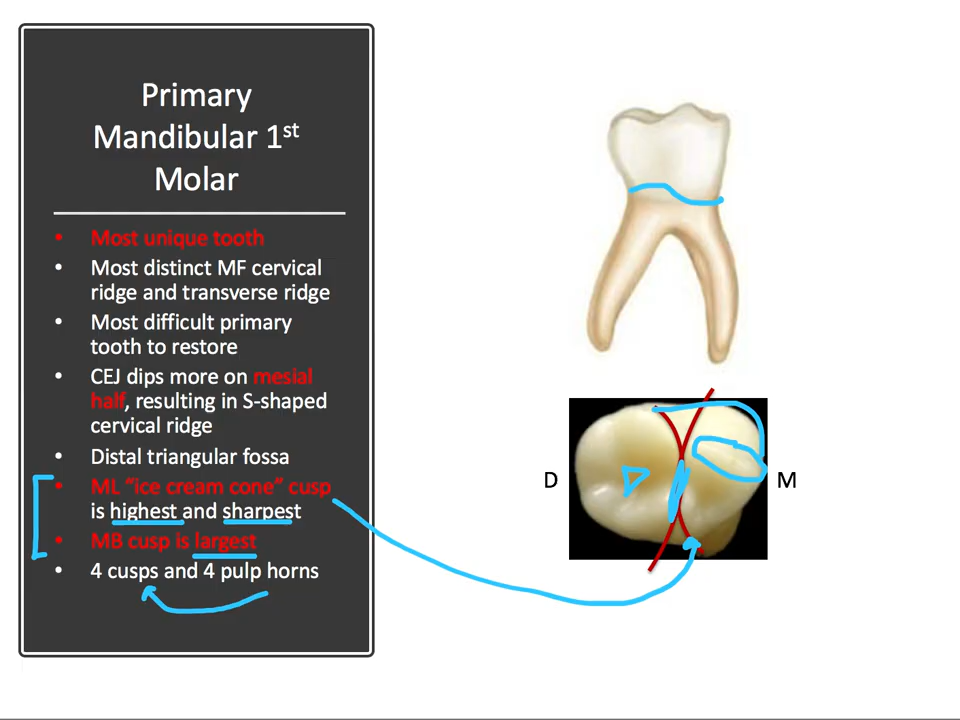 Primary
Mandibular 1st
Molar
• Most unique tooth
• Most distinct MF cervical
ridge and transverse ridge
• Most difficult primary
tooth to restore
• CEJ dips more on mesial
half, resulting in S-shaped
cervical ridge
• Distal triangular fossa
• ML “ice cream cone” cusp
is highest and sharpest
• MB cusp is largest
• 4 cusps and 4 pulp horns
D
M